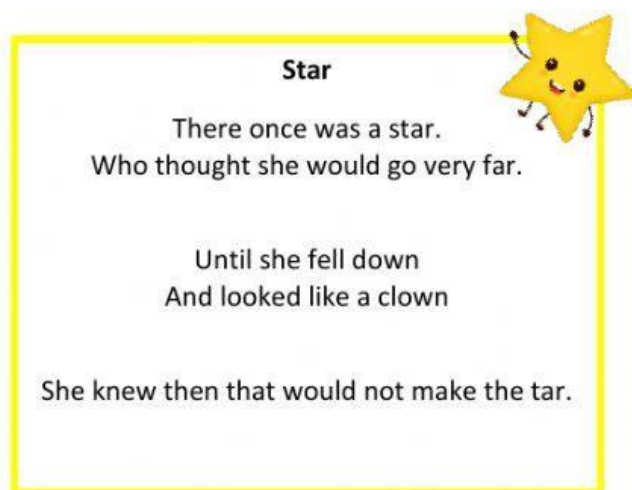 Star
There once was a star.
Who thought she would go very far.
Until she fell down
And looked like a clown
She knew then that would not make the tar.